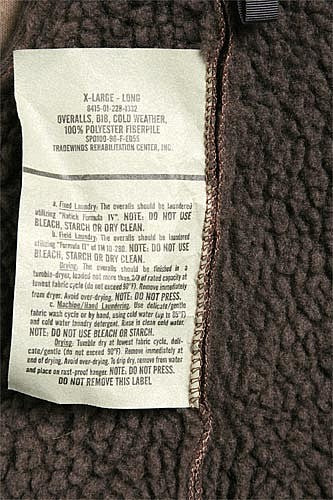 X-LARGE - LONG
8415-01-228-1332
OVERALLS, BIB, COLD WEATHER,
100% POLYESTER FIBERPILE
SPO100-98-F-EC55
TRADEWINDS REHABILITATION CENTER, INC.
a. Fixed Laundry: The overalls should be laundered
utilizing "Natick Formula IV". NOTE: DO NOT USE
BLEACH, STARCH OR DRY CLEAN.
b. Field Laundry: The overalls should be laundered
utilizing "Formula II" of TM 10-280. NOTE: DO NOT USE
BLEACH, STARCH OR DRY CLEAN.
Drying: The overalls should be finished in a
tumble-dryer, loaded not more than 2/3 of rated capacity at
lowest fabric cycle (do not exceed 90°F). Remove immediately
from dryer. Avoid over-drying. NOTE: DO NOT PRESS.
c. Machine/Hand Laundering: Use delicate/gentle
fabric wash cycle or by hand, using cold water (up to 85°F)
and cold water laundry detergent. Rinse in clean cold water.
NOTE: DO NOT USE BLEACH OR STARCH.
Drying: Tumble dry at lowest fabric cycle, deli-
cate/gentle (do not exceed 90°F). Remove immediately at
end of drying. Avoid over-drying. To drip dry, remove from water
and place on rust-proof hanger. NOTE: DO NOT PRESS.
DO NOT REMOVE THIS LABEL